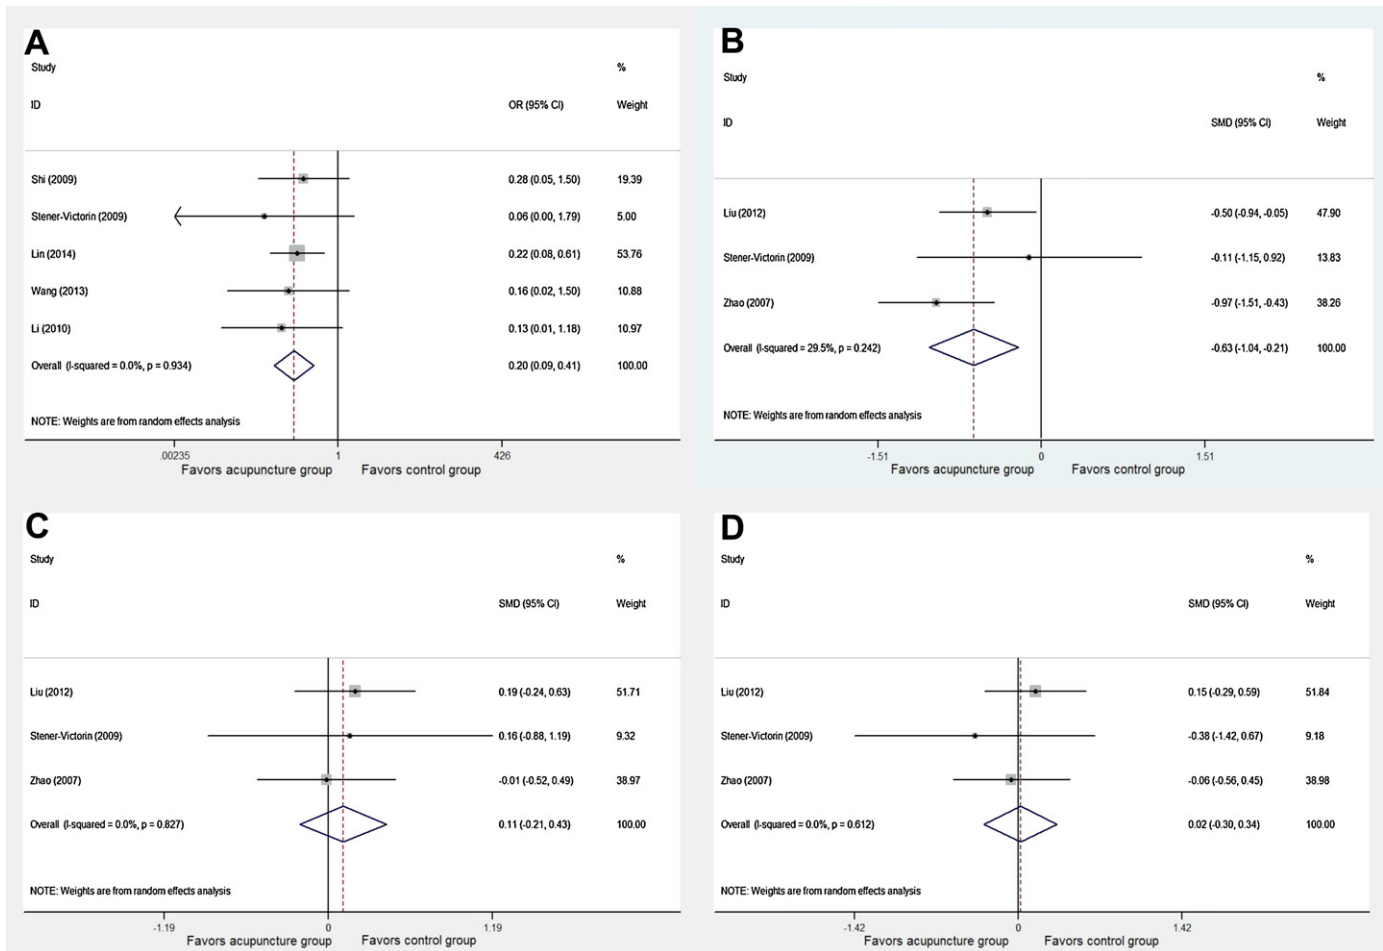 A
Study %
ID OR (95% CI) Weight
Shi (2009) 0.28 (0.05, 1.50) 19.39
Stener-Victorin (2009) 0.06 (0.00, 1.79) 5.00
Lin (2014) 0.22 (0.08, 0.61) 53.76
Wang (2013) 0.16 (0.02, 1.50) 10.88
Li (2010) 0.13 (0.01, 1.18) 10.97
Overall (I-squared = 0.0%, p = 0.934) 0.20 (0.09, 0.41) 100.00
NOTE: Weights are from random effects analysis
.00235 1 426
Favors acupuncture group Favors control group
B
Study %
ID SMD (95% CI) Weight
Liu (2012) -0.50 (-0.94, -0.05) 47.90
Stener-Victorin (2009) -0.11 (-1.15, 0.92) 13.83
Zhao (2007) -0.97 (-1.51, -0.43) 38.26
Overall (I-squared = 29.5%, p = 0.242) -0.63 (-1.04, -0.21) 100.00
NOTE: Weights are from random effects analysis
-1.51 0 1.51
Favors acupuncture group Favors control group
C
Study %
ID SMD (95% CI) Weight
Liu (2012) 0.19 (-0.24, 0.63) 51.71
Stener-Victorin (2009) 0.16 (-0.88, 1.19) 9.32
Zhao (2007) -0.01 (-0.52, 0.49) 38.97
Overall (I-squared = 0.0%, p = 0.827) 0.11 (-0.21, 0.43) 100.00
NOTE: Weights are from random effects analysis
-1.19 0 1.19
Favors acupuncture group Favors control group
D
Study %
ID SMD (95% CI) Weight
Liu (2012) 0.15 (-0.29, 0.59) 51.84
Stener-Victorin (2009) -0.38 (-1.42, 0.67) 9.18
Zhao (2007) -0.06 (-0.56, 0.45) 38.98
Overall (I-squared = 0.0%, p = 0.612) 0.02 (-0.30, 0.34) 100.00
NOTE: Weights are from random effects analysis
-1.42 0 1.42
Favors acupuncture group Favors control group